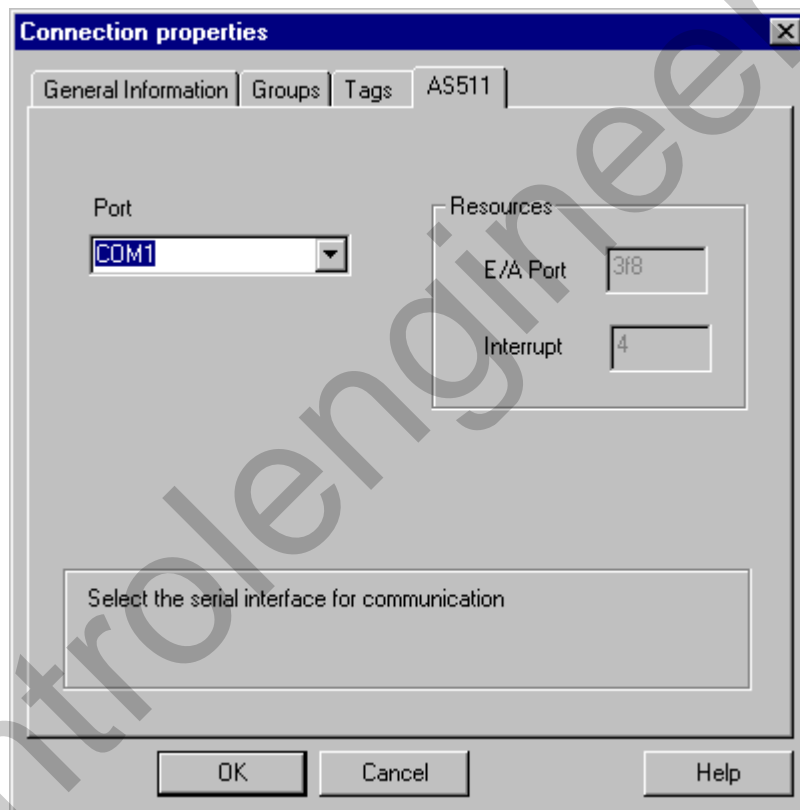 Connection properties
General Information Groups Tags AS511
Port
COM1
Resources
E/A Port 3f8
Interrupt 4
Select the serial interface for communication
OK Cancel Help
ntrolengineer